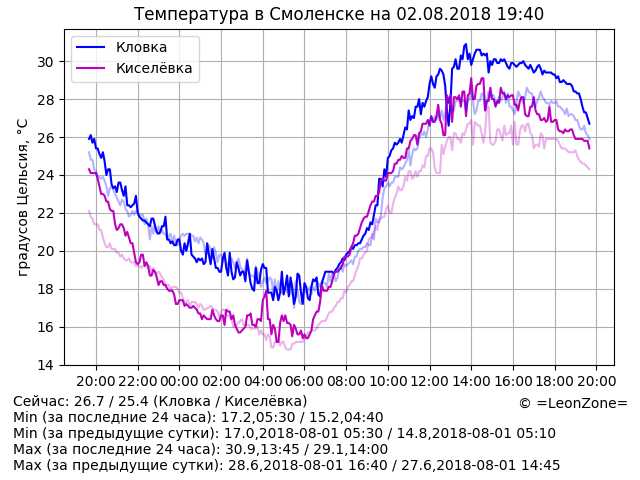 Температура в Смоленске на 02.08.2018 19:40
Кловка
Киселёвка
градусов Цельсия, °C
30
28
26
24
22
20
18
16
14
20:00 22:00 00:00 02:00 04:00 06:00 08:00 10:00 12:00 14:00 16:00 18:00 20:00
Сейчас: 26.7 / 25.4 (Кловка / Киселёвка)
© =LeonZone=
Min (за последние 24 часа): 17.2,05:30 / 15.2,04:40
Min (за предыдущие сутки): 17.0,2018-08-01 05:30 / 14.8,2018-08-01 05:10
Max (за последние 24 часа): 30.9,13:45 / 29.1,14:00
Max (за предыдущие сутки): 28.6,2018-08-01 16:40 / 27.6,2018-08-01 14:45